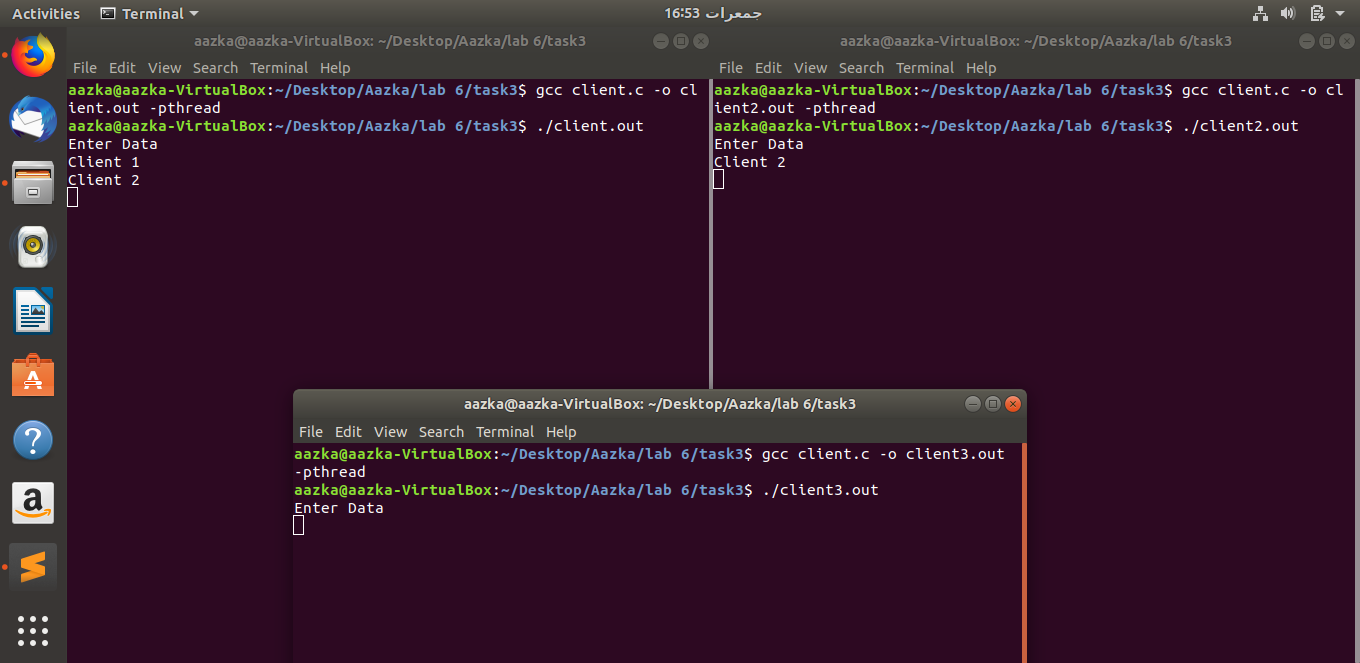 Activities Terminal جمعرات 16:53
aazka@aazka-VirtualBox: ~/Desktop/Aazka/lab 6/task3
File Edit View Search Terminal Help
aazka@aazka-VirtualBox:~/Desktop/Aazka/lab 6/task3$ gcc client.c -o cl
ient.out -pthread
aazka@aazka-VirtualBox:~/Desktop/Aazka/lab 6/task3$ ./client.out
Enter Data
Client 1
Client 2
aazka@aazka-VirtualBox: ~/Desktop/Aazka/lab 6/task3
File Edit View Search Terminal Help
aazka@aazka-VirtualBox:~/Desktop/Aazka/lab 6/task3$ gcc client.c -o cl
ient2.out -pthread
aazka@aazka-VirtualBox:~/Desktop/Aazka/lab 6/task3$ ./client2.out
Enter Data
Client 2
aazka@aazka-VirtualBox: ~/Desktop/Aazka/lab 6/task3
File Edit View Search Terminal Help
aazka@aazka-VirtualBox:~/Desktop/Aazka/lab 6/task3$ gcc client.c -o client3.out
-pthread
aazka@aazka-VirtualBox:~/Desktop/Aazka/lab 6/task3$ ./client3.out
Enter Data